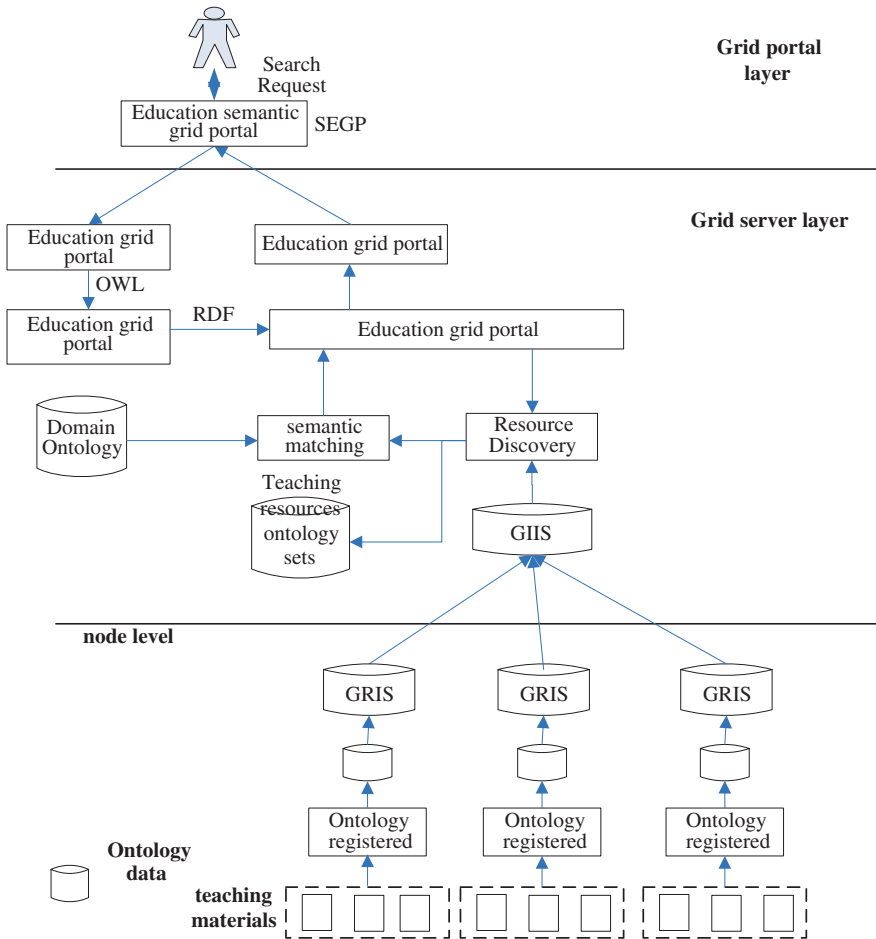 Grid portal
layer
Search
Request
Education semantic
grid portal
SEGP
Grid server layer
Education grid
portal
Education grid portal
OWL
Education grid
portal
RDF
Education grid portal
Domain
Ontology
semantic
matching
Resource
Discovery
Teaching
resources
ontology
sets
GIIS
node level
GRIS
GRIS
GRIS
Ontology
registered
Ontology
registered
Ontology
registered
Ontology
data
teaching
materials